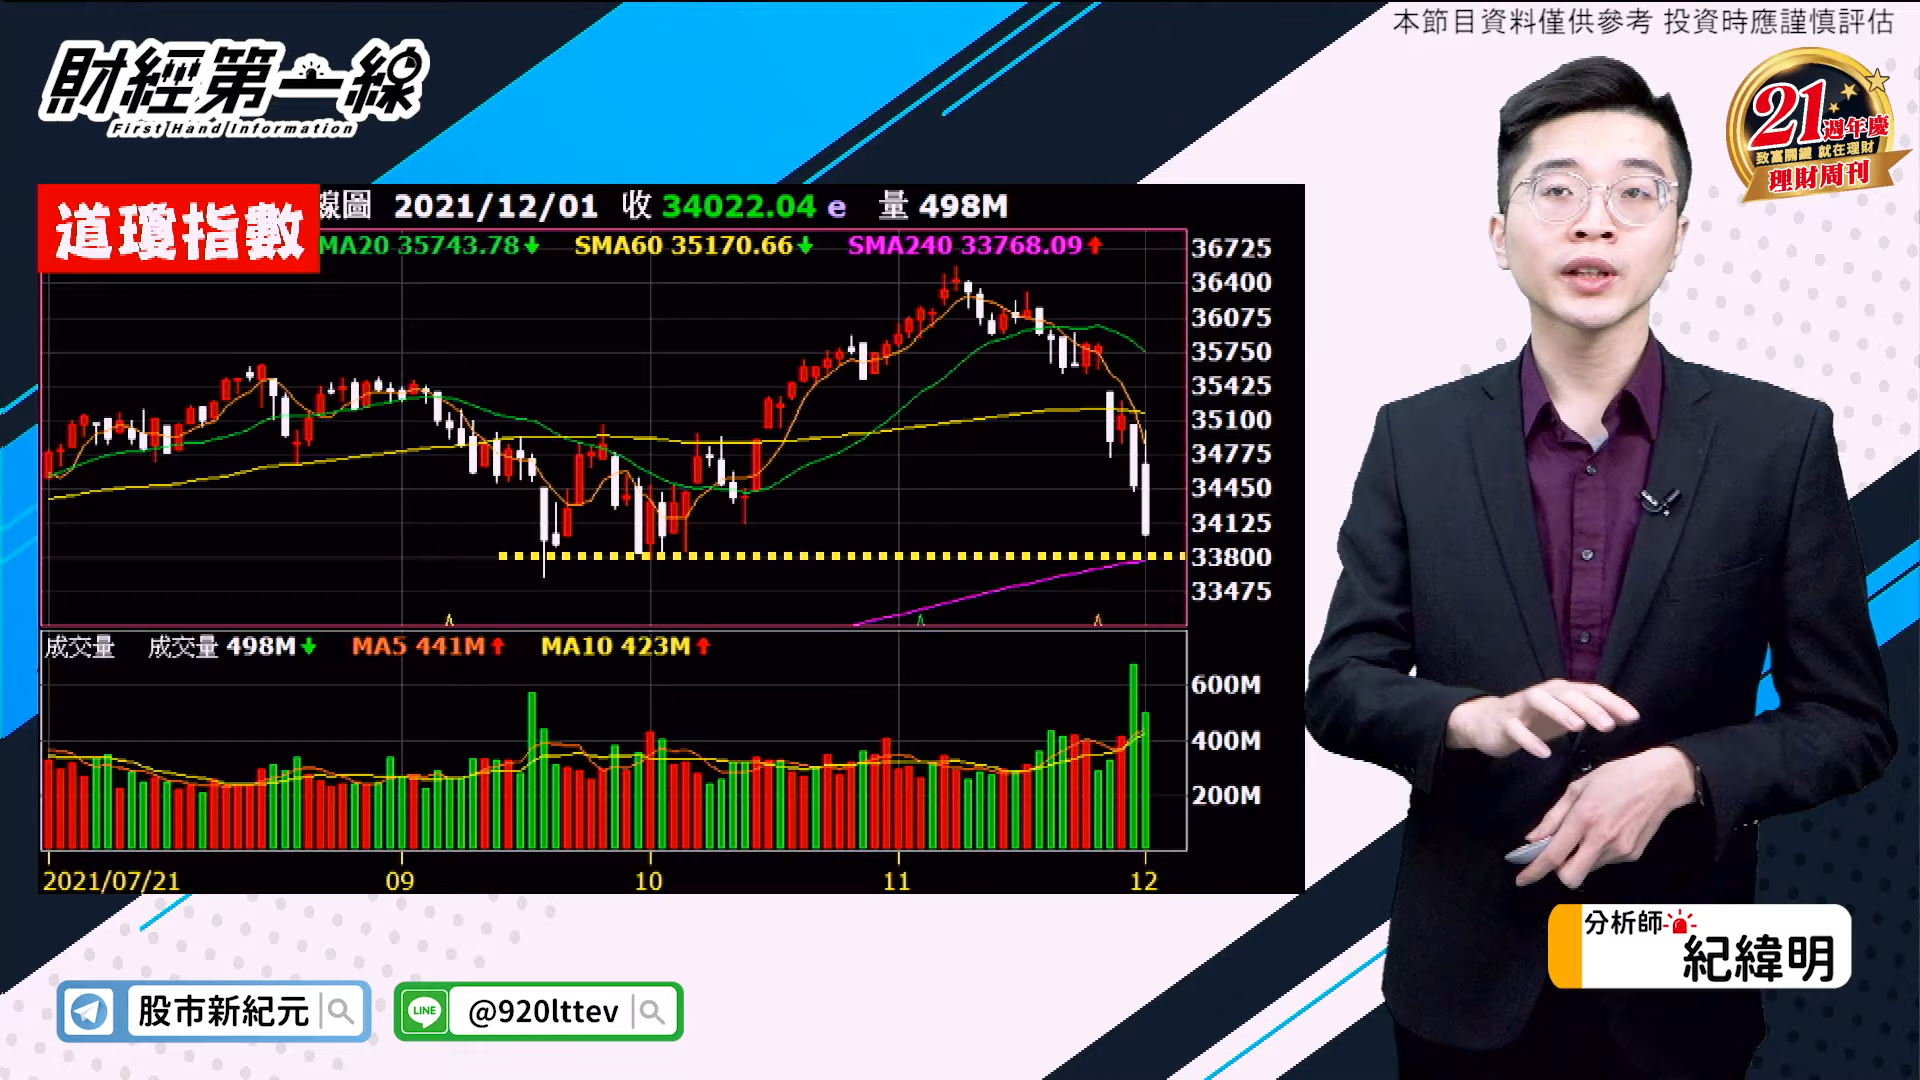 本節目資料僅供參考 投資時應謹慎評估
財經第一線
First Hand Information
21週年慶
致富關鍵 就在理財
理財周刊
道瓊指數
線圖 2021/12/01 收 34022.04 e 量 498M
MA20 35743.78↓ SMA60 35170.66↓ SMA240 33768.09↑
36725
36400
36075
35750
35425
35100
34775
34450
34125
33800
33475
成交量 成交量 498M↓ MA5 441M↑ MA10 423M↑
600M
400M
200M
2021/07/21 09 10 11 12
分析師
紀緯明
股市新紀元
LINE @920lttev